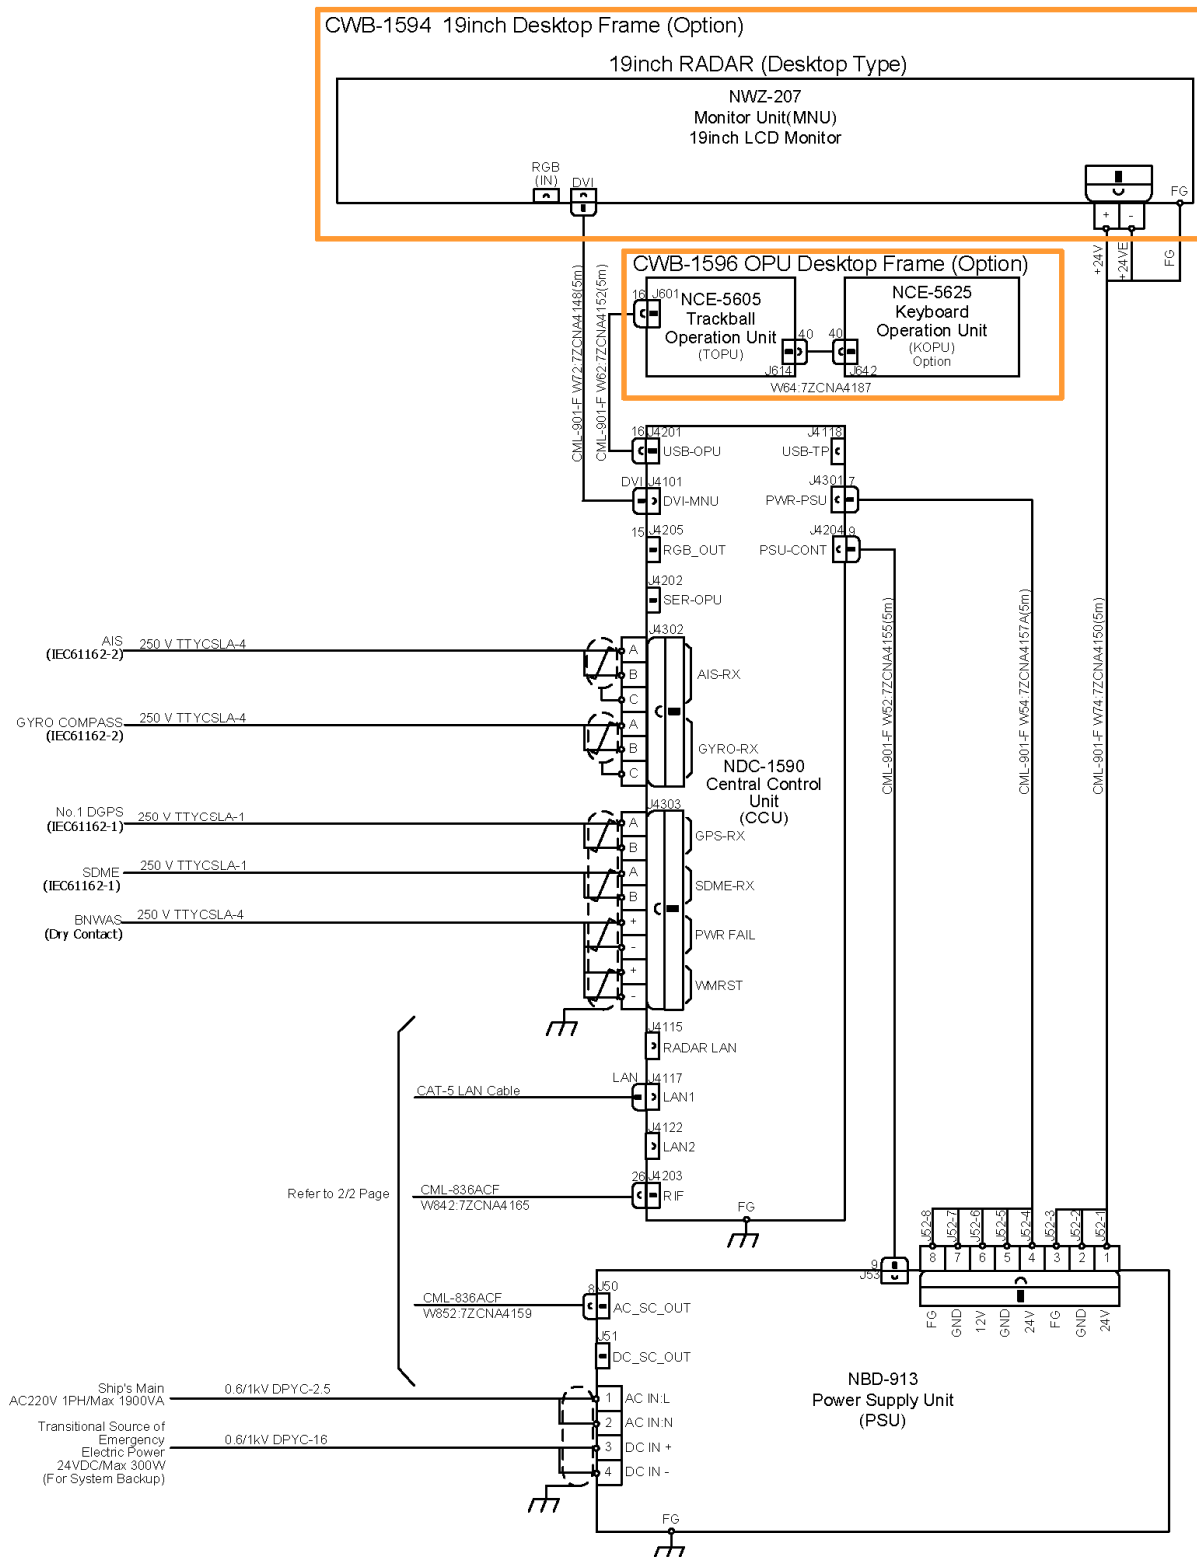 CWB-1594 19inch Desktop Frame (Option)
19inch RADAR (Desktop Type)
NWZ-207
Monitor Unit(MNU)
19inch LCD Monitor
RGB
(IN)
DVI
FG
+
-
+24V
+24VE
FG
CWB-1596 OPU Desktop Frame (Option)
16
J601
NCE-5605
Trackball
Operation Unit
(TOPU)
40
J614
NCE-5625
Keyboard
Operation Unit
(KOPU)
Option
40
J642
W64:7ZCNA4187
CML-901-F W72:7ZCNA4148(5m)
CML-901-F W62:7ZCNA4152(5m)
16
J4201
USB-OPU
J4118
USB-TP
DVI
J4101
DVI-MNU
J4301
7
PWR-PSU
15
J4205
RGB_OUT
J4204
9
PSU-CONT
J4202
SER-OPU
CML-901-F W52:7ZCNA4155(5m)
CML-901-F W54:7ZCNA4157A(5m)
CML-901-F W74:7ZCNA4150(5m)
AIS
(IEC61162-2)
250 V TTYCSLA-4
J4302
A
B
C
AIS-RX
GYRO COMPASS
(IEC61162-2)
250 V TTYCSLA-4
A
B
C
GYRO-RX
NDC-1590
Central Control
Unit
(CCU)
No.1 DGPS
(IEC61162-1)
250 V TTYCSLA-1
J4303
A
B
GPS-RX
SDME
(IEC61162-1)
250 V TTYCSLA-1
A
B
SDME-RX
BNWAS
(Dry Contact)
250 V TTYCSLA-4
+
-
PWR FAIL
+
-
WMRST
J4115
RADAR LAN
CAT-5 LAN Cable
LAN
J4117
LAN1
J4122
LAN2
Refer to 2/2 Page
CML-836ACF
W842:7ZCNA4165
26
J4203
RIF
FG
J52-8
J52-7
J52-6
J52-5
J52-4
J52-3
J52-2
J52-1
8
7
6
5
4
3
2
1
FG
GND
12V
GND
24V
FG
GND
24V
9
J53
CML-836ACF
W852:7ZCNA4159
8
J50
AC_SC_OUT
J51
DC_SC_OUT
NBD-913
Power Supply Unit
(PSU)
Ship's Main
AC220V 1PH/Max 1900VA
0.6/1kV DPYC-2.5
1
AC IN:L
2
AC IN:N
Transitional Source of
Emergency
Electric Power
24VDC/Max 300W
(For System Backup)
0.6/1kV DPYC-16
3
DC IN +
4
DC IN -
FG